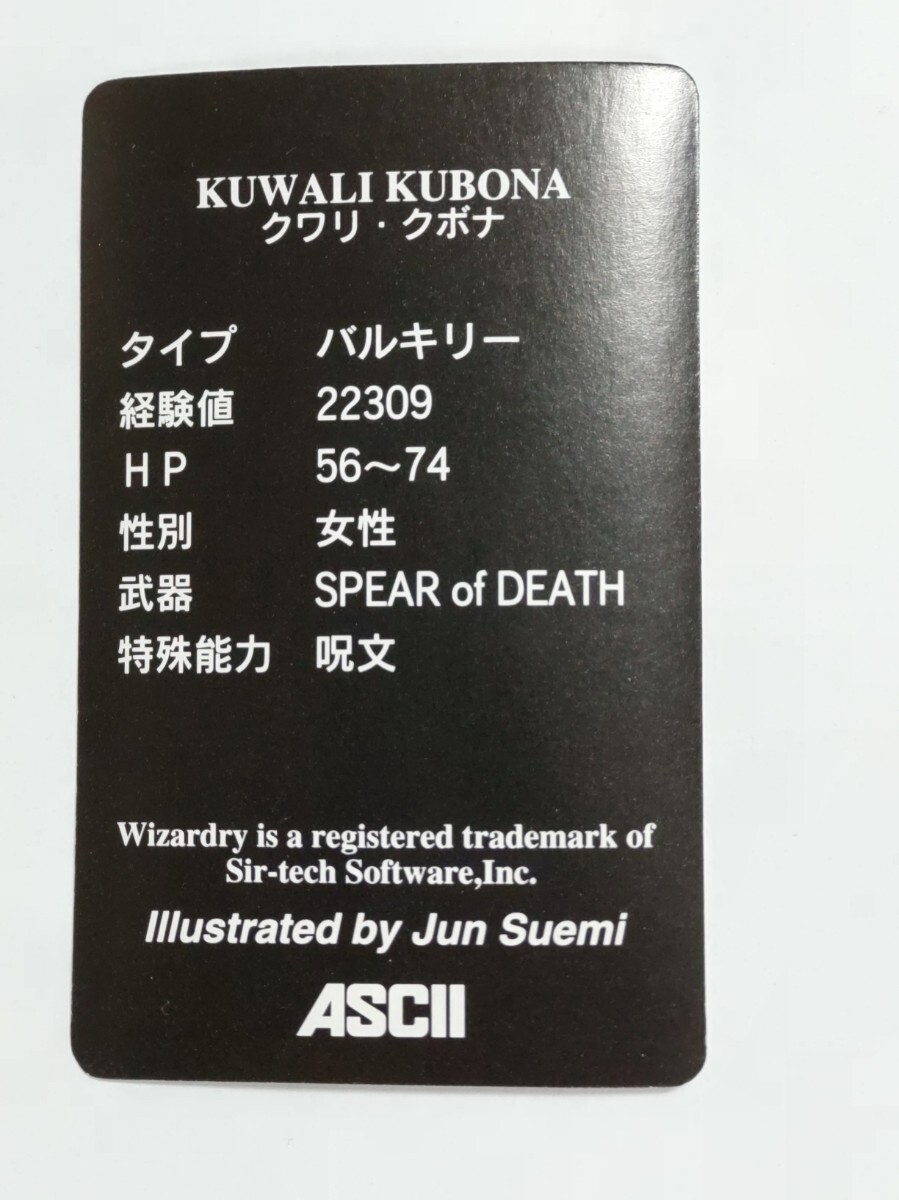 KUWALI KUBONA
クワリ・クボナ
タイプ バルキリー
経験値 22309
ＨＰ 56〜74
性別 女性
武器 SPEAR of DEATH
特殊能力 呪文
Wizardry is a registered trademark of
Sir-tech Software,Inc.
Illustrated by Jun Suemi
ASCII